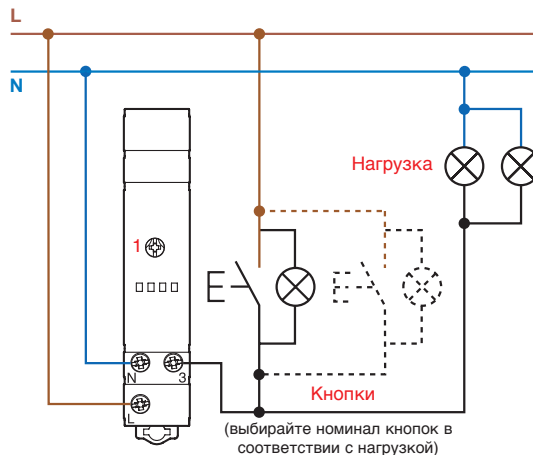 L
N
Нагрузка
1
N
3
L
Кнопки
(выбирайте номинал кнопок в
соответствии с нагрузкой)